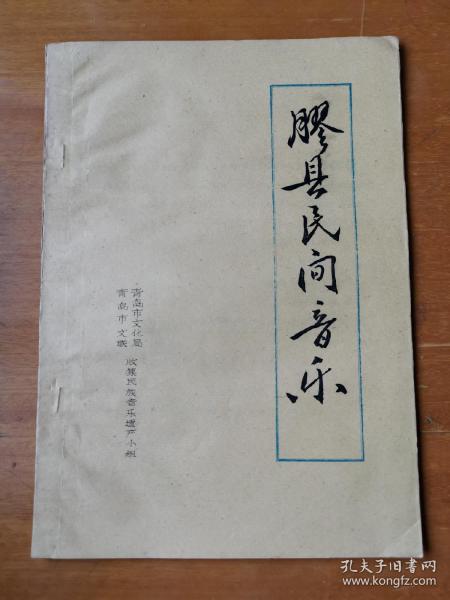 膠县民间音乐
青岛市文化局
青岛市文联
收集民族音乐遗产小组
孔夫子旧书网
www.kongfz.com